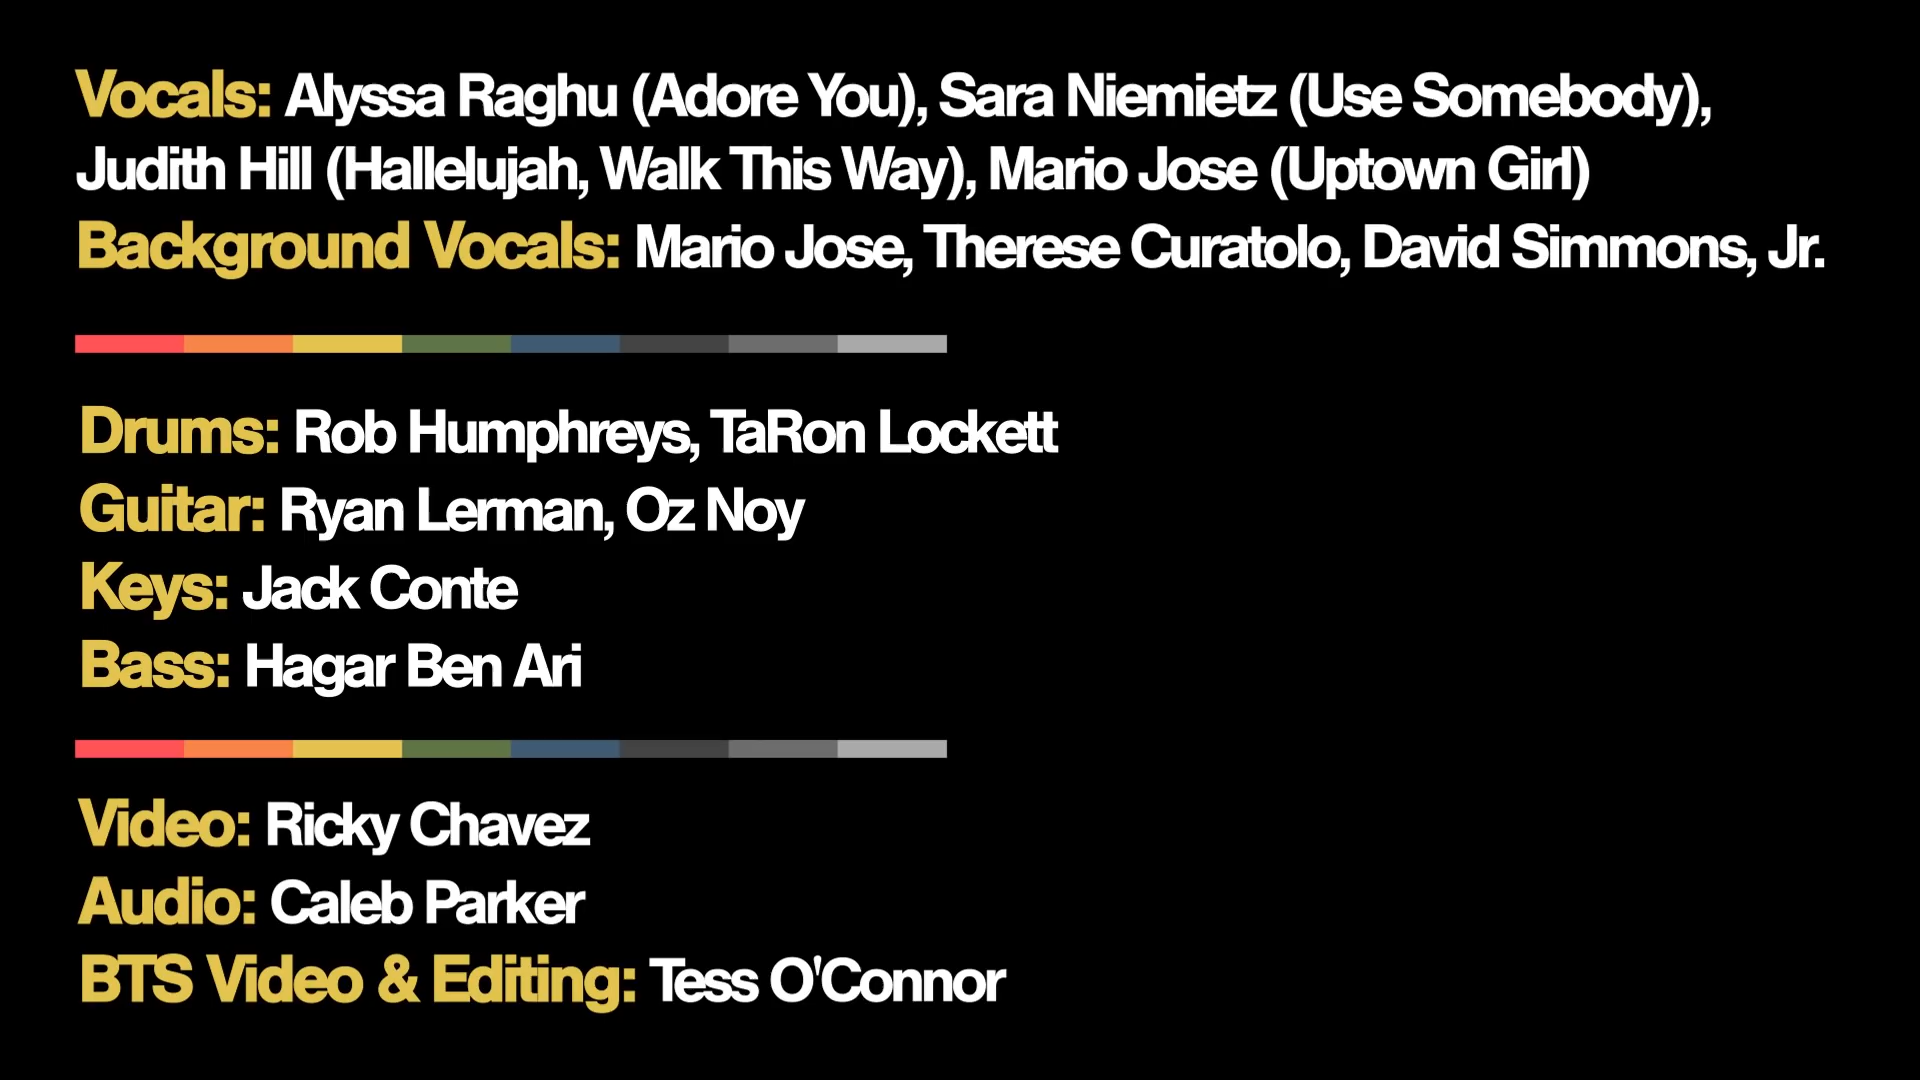 Vocals: Alyssa Raghu (Adore You), Sara Niemietz (Use Somebody),
Judith Hill (Hallelujah, Walk This Way), Mario Jose (Uptown Girl)
Background Vocals: Mario Jose, Therese Curatolo, David Simmons, Jr.
Drums: Rob Humphreys, TaRon Lockett
Guitar: Ryan Lerman, Oz Noy
Keys: Jack Conte
Bass: Hagar Ben Ari
Video: Ricky Chavez
Audio: Caleb Parker
BTS Video & Editing: Tess O'Connor